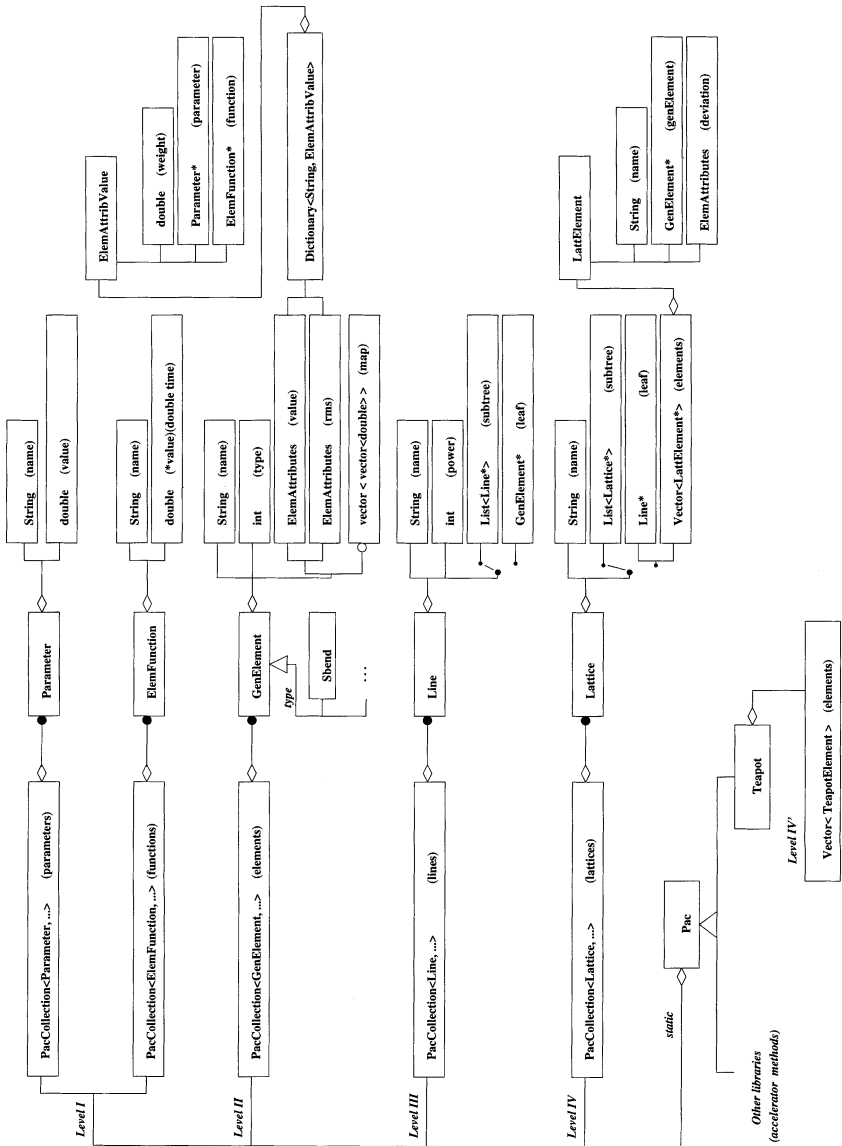 Level I
PacCollection<Parameter, ...> (parameters)
Parameter
String (name)
double (value)
PacCollection<ElemFunction, ...> (functions)
ElemFunction
String (name)
double (*value)(double time)
ElemAttribValue
double (weight)
Parameter* (parameter)
ElemFunction* (function)
Level II
PacCollection<GenElement, ...> (elements)
GenElement
type
Sbend
...
String (name)
int (type)
ElemAttributes (value)
ElemAttributes (rms)
vector < vector<double> > (map)
Dictionary<String, ElemAttribValue>
Level III
PacCollection<Line, ...> (lines)
Line
String (name)
int (power)
List<Line*> (subtree)
GenElement* (leaf)
Level IV
PacCollection<Lattice, ...> (lattices)
Lattice
String (name)
List<Lattice*> (subtree)
Line* (leaf)
Vector<LattElement*> (elements)
LattElement
String (name)
GenElement* (genElement)
ElemAttributes (deviation)
static
Pac
Other libraries
(accelerator methods)
Teapot
Level IV'
Vector< TeapotElement > (elements)